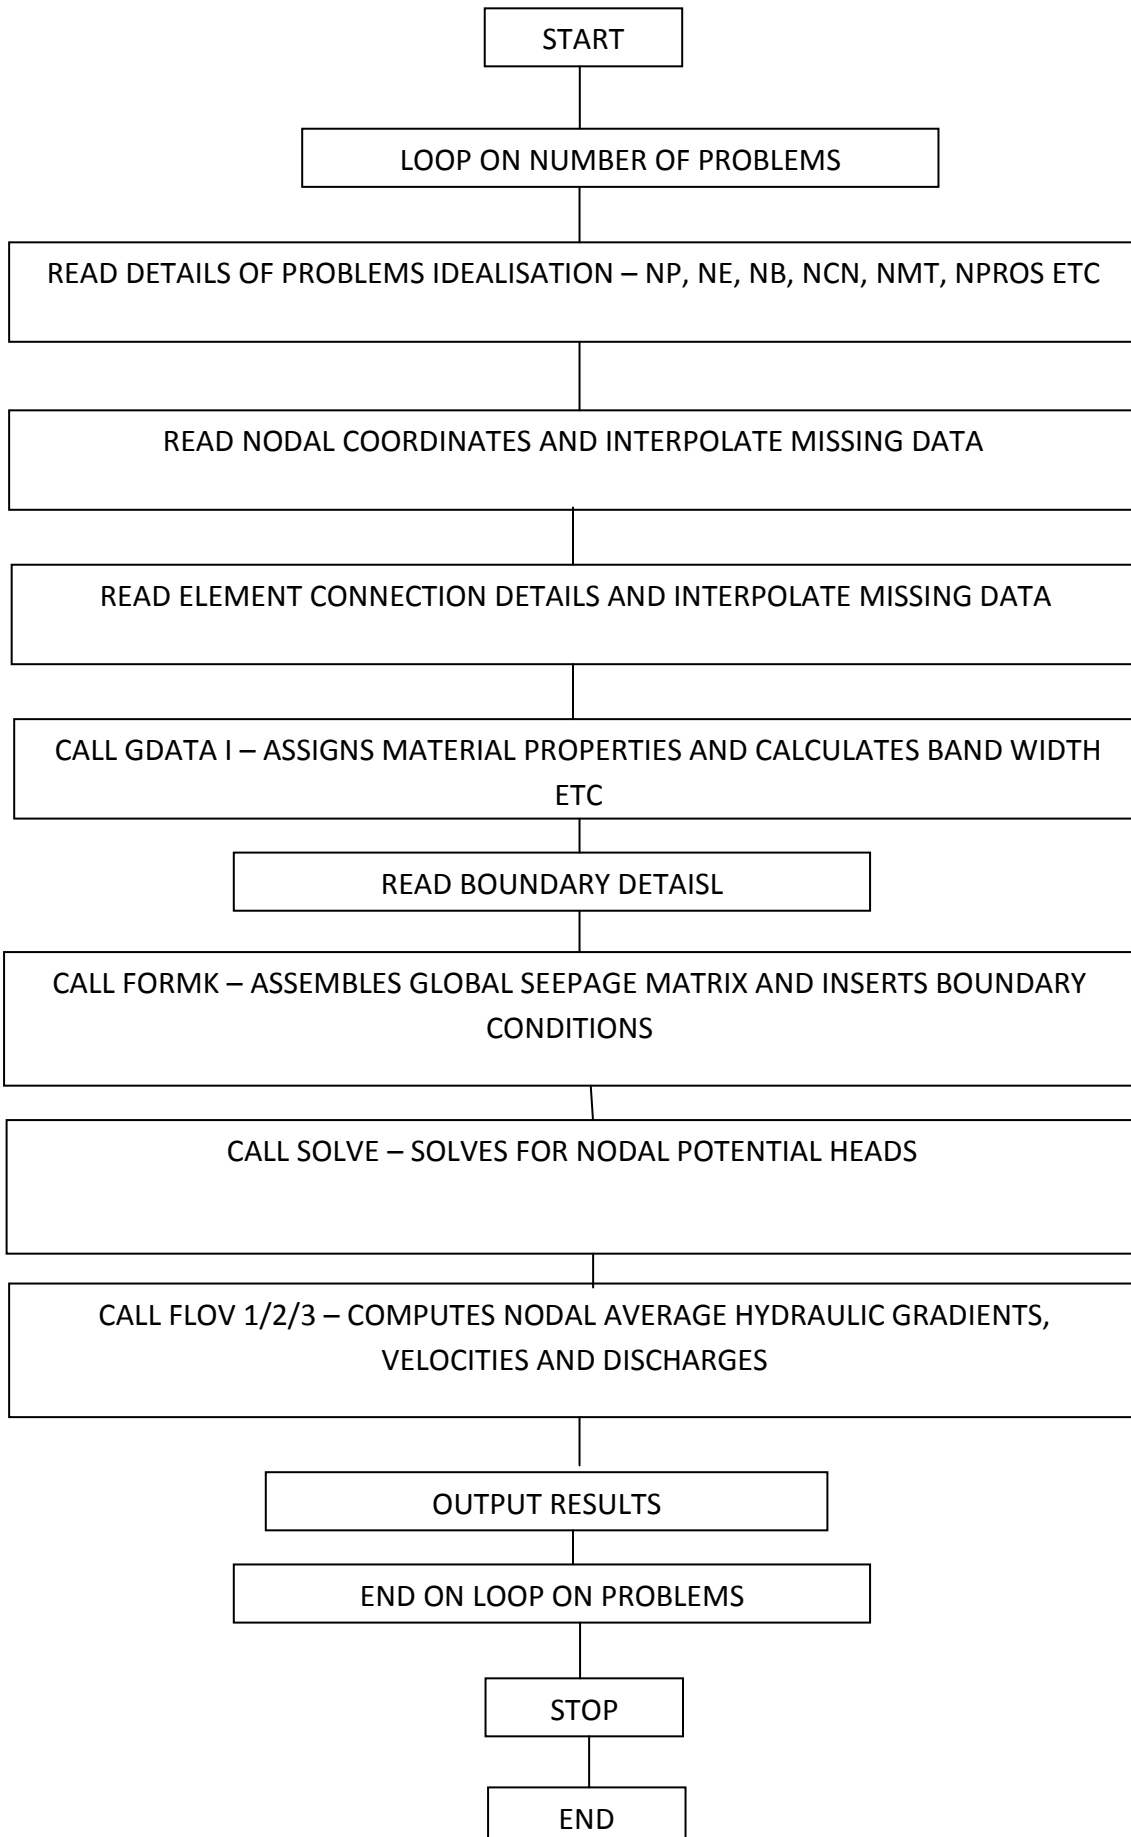 START
LOOP ON NUMBER OF PROBLEMS
READ DETAILS OF PROBLEMS IDEALISATION – NP, NE, NB, NCN, NMT, NPROS ETC
READ NODAL COORDINATES AND INTERPOLATE MISSING DATA
READ ELEMENT CONNECTION DETAILS AND INTERPOLATE MISSING DATA
CALL GDATA I – ASSIGNS MATERIAL PROPERTIES AND CALCULATES BAND WIDTH
ETC
READ BOUNDARY DETAISL
CALL FORMK – ASSEMBLES GLOBAL SEEPAGE MATRIX AND INSERTS BOUNDARY
CONDITIONS
CALL SOLVE – SOLVES FOR NODAL POTENTIAL HEADS
CALL FLOV 1/2/3 – COMPUTES NODAL AVERAGE HYDRAULIC GRADIENTS,
VELOCITIES AND DISCHARGES
OUTPUT RESULTS
END ON LOOP ON PROBLEMS
STOP
END